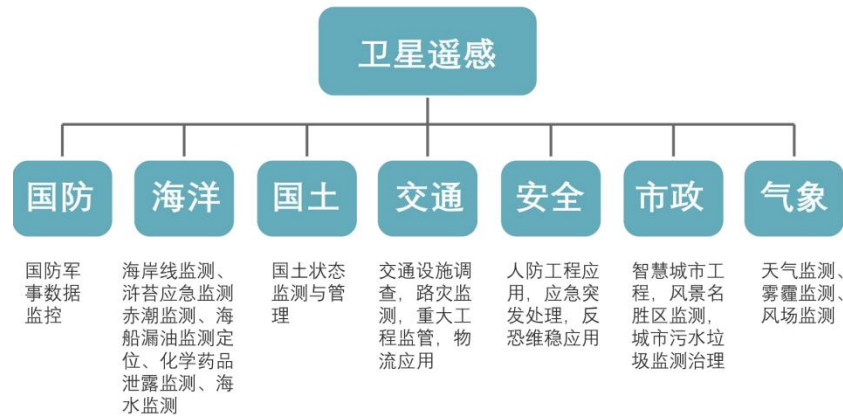 卫星遥感
国防
海洋
国土
交通
安全
市政
气象
国防军
事数据
监控
海岸线监测、
浒苔应急监测
赤潮监测、海
船漏油监测定
位、化学药品
泄露监测、海
水监测
国土状态
监测与管
理
交通设施调
查，路灾监
测，重大工
程监管，物
流应用
人防工程应
用，应急突
发处理，反
恐维稳应用
智慧城市工
程，风景名
胜区监测，
城市污水垃
圾监测治理
天气监测、
雾霾监测、
风场监测